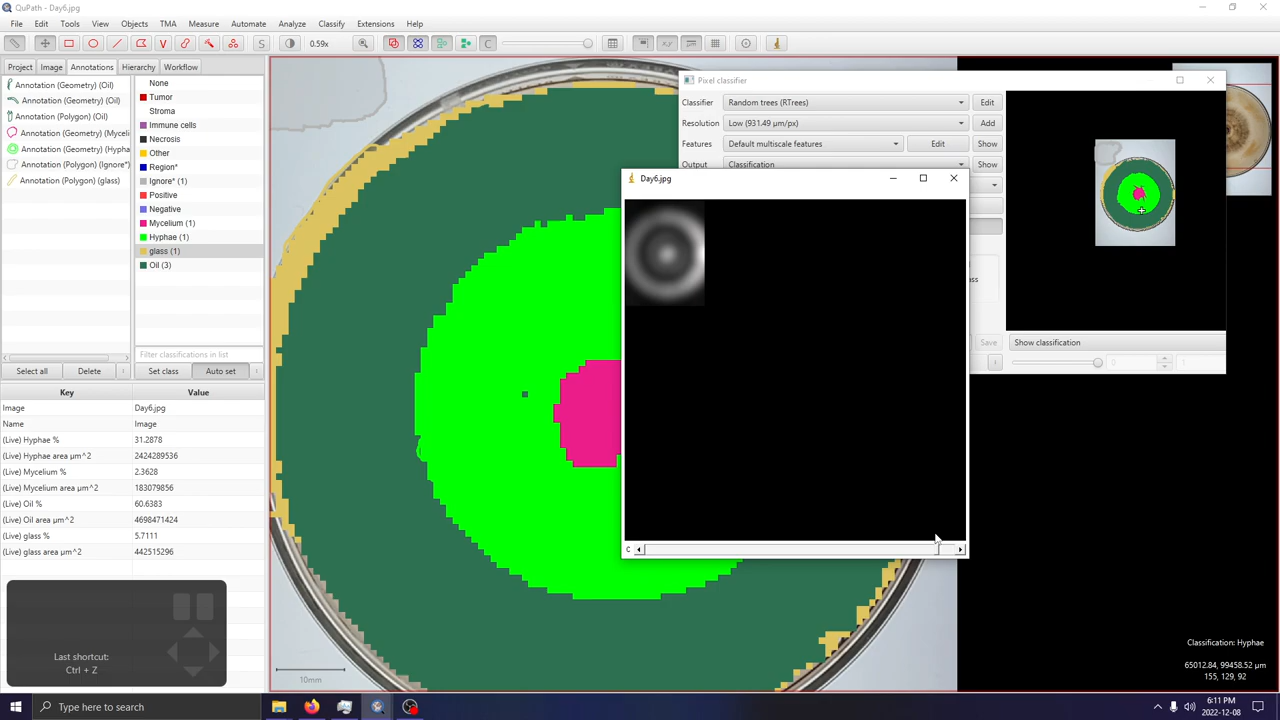 QuPath - Day6.jpg
File Edit Tools View Objects TMA Measure Automate Analyze Classify Extensions Help
V S 0.59x C
Project Image Annotations Hierarchy Workflow
Annotation (Geometry) (Oil)
Annotation (Geometry) (Oil)
Annotation (Polygon) (Oil)
Annotation (Geometry) (Myceli
Annotation (Geometry) (Hypha
Annotation (Polygon) (Ignore*)
Annotation (Polygon) (glass)
None
Tumor
Stroma
Immune cells
Necrosis
Other
Region*
Ignore* (1)
Positive
Negative
Mycelium (1)
Hyphae (1)
glass (1)
Oil (3)
Filter classifications in list
Select all Delete Set class Auto set
Key Value
Image Day6.jpg
Name Image
(Live) Hyphae % 31.2878
(Live) Hyphae area µm^2 2424289536
(Live) Mycelium % 2.3628
(Live) Mycelium area µm^2 183079856
(Live) Oil % 60.6383
(Live) Oil area µm^2 4698471424
(Live) glass % 5.7111
(Live) glass area µm^2 442515296
Last shortcut:
Ctrl + Z
10mm
Pixel classifier
Classifier Random trees (RTrees) Edit
Resolution Low (931.49 µm/px) Add
Features Default multiscale features Edit Show
Output Classification Show
Day6.jpg
c
ass
Save
Show classification
0 1
Classification: Hyphae
65012.84, 99458.52 µm
155, 129, 92
Type here to search
6:11 PM
2022-12-08